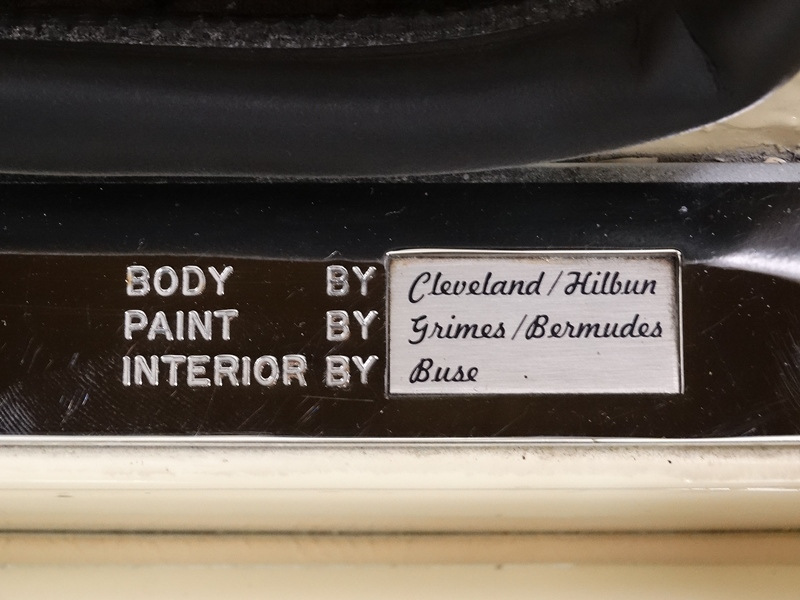 BODY BY Cleveland/Hilbun
PAINT BY Grimes/Bermudes
INTERIOR BY Buse